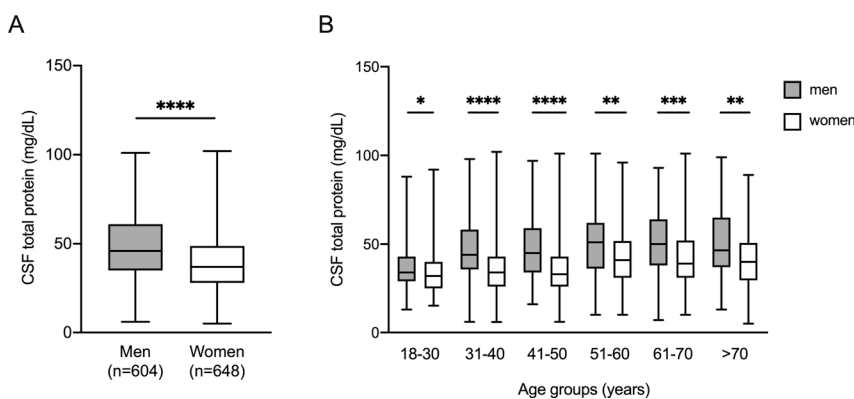 A
CSF total protein (mg/dL)
150
100
50
0
****
Men
(n=604)
Women
(n=648)
B
CSF total protein (mg/dL)
150
100
50
0
* **** **** ** *** **
18-30 31-40 41-50 51-60 61-70 >70
Age groups (years)
men
women